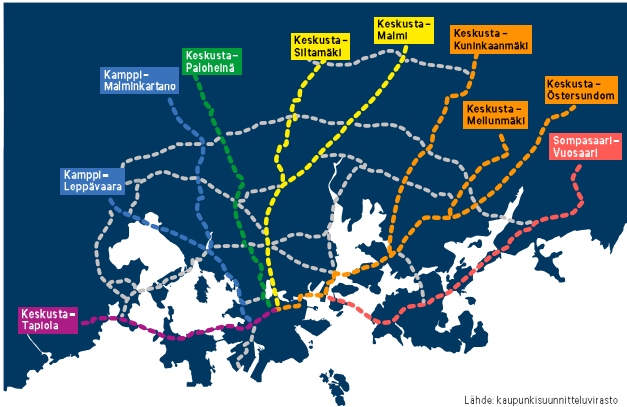 Keskusta–
Siltamäki
Keskusta–
Malmi
Keskusta–
Kuninkaanmäki
Keskusta–
Paloheinä
Kamppi–
Malminkartano
Keskusta–
Östersundom
Keskusta–
Mellunmäki
Sompasaari–
Vuosaari
Kamppi–
Leppävaara
Keskusta–
Tapiola
Lähde: kaupunkisuunnitteluvirasto